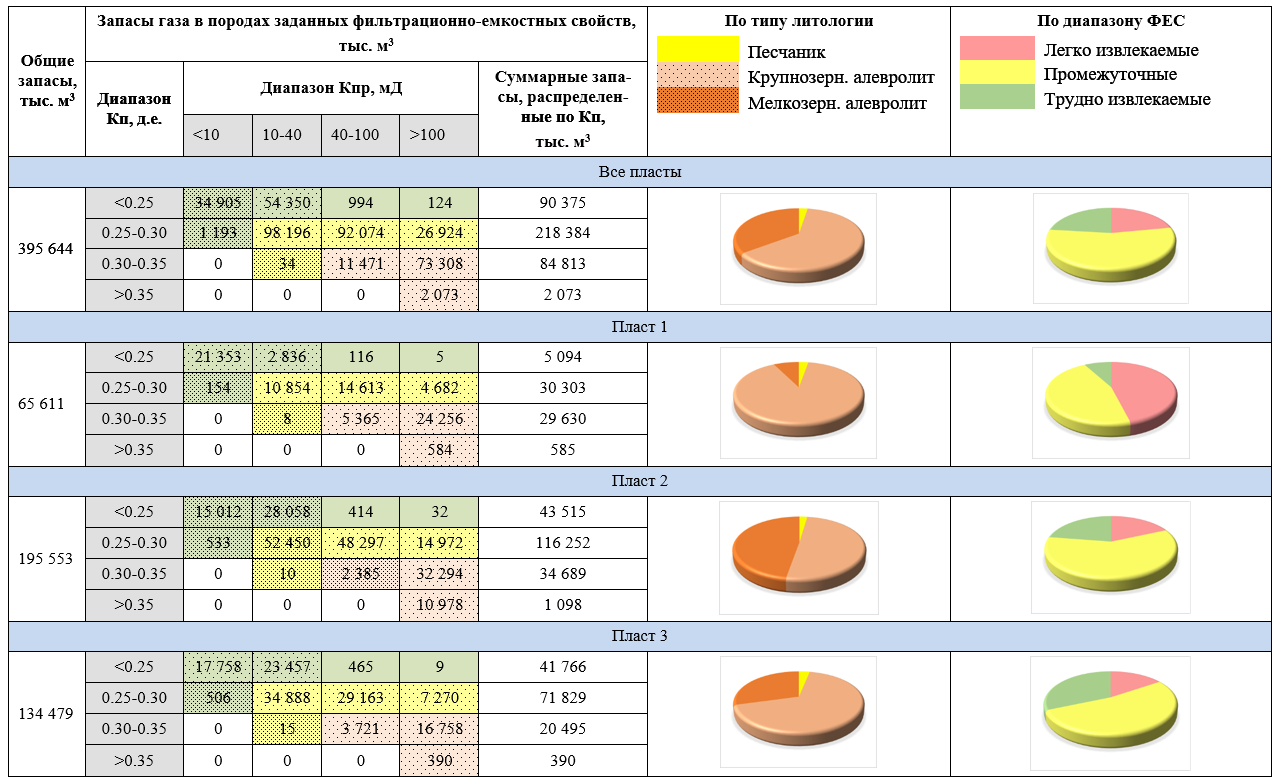 Общие запасы, тыс. м³
Запасы газа в породах заданных фильтрационно-емкостных свойств, тыс. м³
Диапазон Кп, д.е.
Диапазон Кпр, мД
<10 10-40 40-100 >100
Суммарные запа-
сы, распределен-
ные по Кп,
тыс. м³
По типу литологии
Песчаник
Крупнозерн. алевролит
Мелкозерн. алевролит
По диапазону ФЕС
Легко извлекаемые
Промежуточные
Трудно извлекаемые
Все пласты
395 644
<0.25 34 905 54 350 994 124 90 375
0.25-0.30 1 193 98 196 92 074 26 924 218 384
0.30-0.35 0 34 11 471 73 308 84 813
>0.35 0 0 0 2 073 2 073
Пласт 1
65 611
<0.25 21 353 2 836 116 5 5 094
0.25-0.30 154 10 854 14 613 4 682 30 303
0.30-0.35 0 8 5 365 24 256 29 630
>0.35 0 0 0 584 585
Пласт 2
195 553
<0.25 15 012 28 058 414 32 43 515
0.25-0.30 533 52 450 48 297 14 972 116 252
0.30-0.35 0 10 2 385 32 294 34 689
>0.35 0 0 0 10 978 1 098
Пласт 3
134 479
<0.25 17 758 23 457 465 9 41 766
0.25-0.30 506 34 888 29 163 7 270 71 829
0.30-0.35 0 15 3 721 16 758 20 495
>0.35 0 0 0 390 390